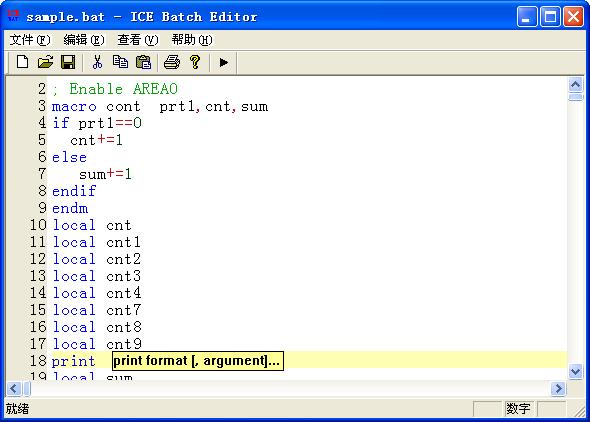 sample.bat - ICE Batch Editor
文件(F) 编辑(E) 查看(V) 帮助(H)
2 ; Enable AREA0
3 macro cont  prt1,cnt,sum
4 if prt1==0
5   cnt+=1
6 else
7    sum+=1
8 endif
9 endm
10 local cnt
11 local cnt1
12 local cnt2
13 local cnt3
14 local cnt4
15 local cnt7
16 local cnt8
17 local cnt9
18 print print format [, argument]...
19 local sum
就绪 数字